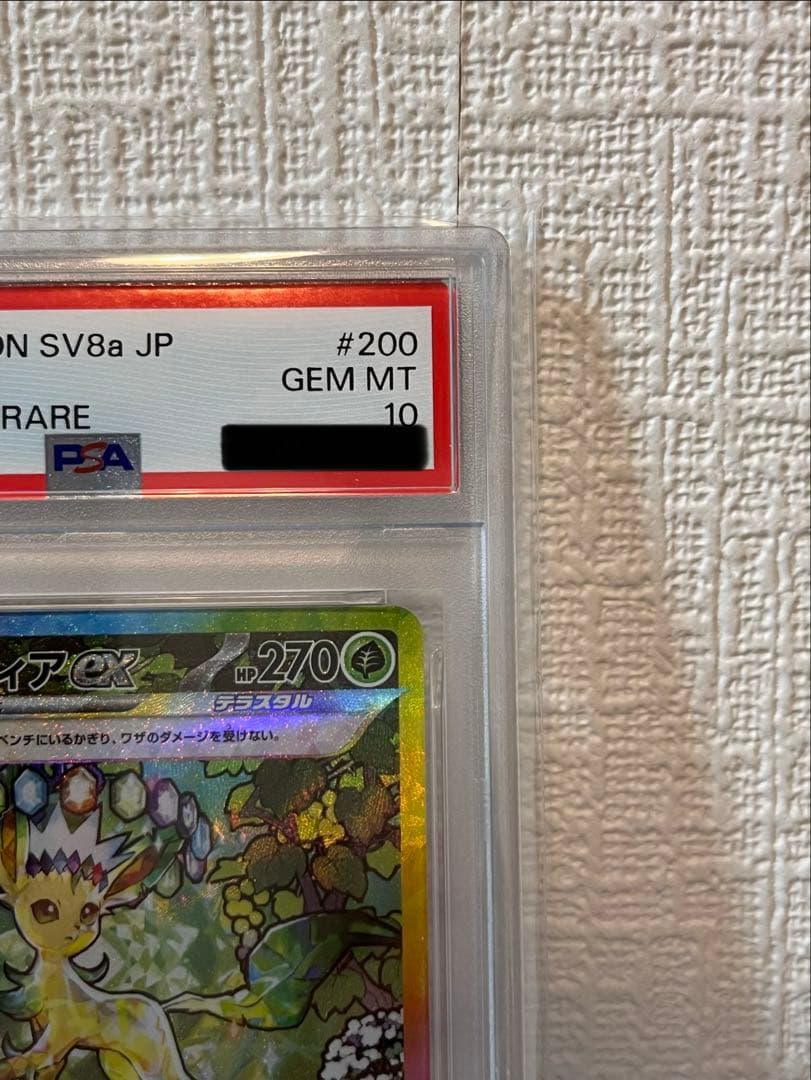 ON SV8a JP #200
GEM MT
RARE 10
PSA
ィアex HP 270
テラスタル
ベンチにいるかぎり、ワザのダメージを受けない。